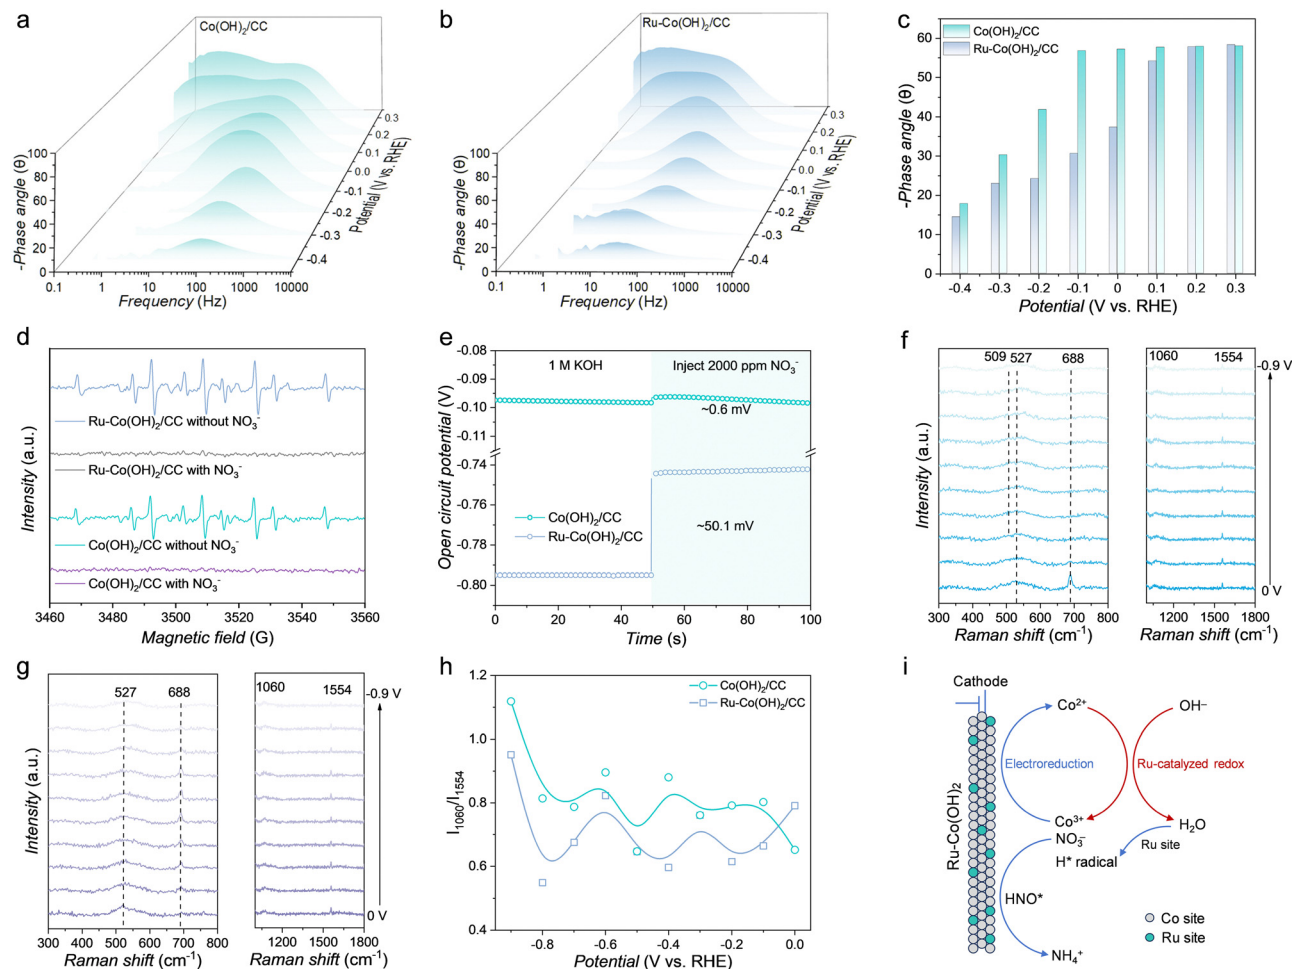 a
Co(OH)₂/CC
-Phase angle (θ)
100
80
60
40
20
0
0.1
1
10
100
1000
10000
Frequency (Hz)
0.3
0.2
0.1
0.0
-0.1
-0.2
-0.3
-0.4
Potential (V vs. RHE)
b
Ru-Co(OH)₂/CC
-Phase angle (θ)
100
80
60
40
20
0
0.1
1
10
100
1000
10000
Frequency (Hz)
0.3
0.2
0.1
0.0
-0.1
-0.2
-0.3
-0.4
Potential (V vs. RHE)
c
Co(OH)₂/CC
Ru-Co(OH)₂/CC
-Phase angle (θ)
60
50
40
30
20
10
0
-0.4 -0.3 -0.2 -0.1 0 0.1 0.2 0.3
Potential (V vs. RHE)
d
Intensity (a.u.)
Ru-Co(OH)₂/CC without NO₃⁻
Ru-Co(OH)₂/CC with NO₃⁻
Co(OH)₂/CC without NO₃⁻
Co(OH)₂/CC with NO₃⁻
3460 3480 3500 3520 3540 3560
Magnetic field (G)
e
Open circuit potential (V)
-0.08
-0.09
-0.10
-0.11
-0.74
-0.76
-0.78
-0.80
1 M KOH
Inject 2000 ppm NO₃⁻
~0.6 mV
~50.1 mV
Co(OH)₂/CC
Ru-Co(OH)₂/CC
0 20 40 60 80 100
Time (s)
f
Intensity (a.u.)
509 527 688
1060 1554
-0.9 V
0 V
300 400 500 600 700 800
Raman shift (cm⁻¹)
1200 1400 1600 1800
Raman shift (cm⁻¹)
g
Intensity (a.u.)
527 688
1060 1554
-0.9 V
0 V
300 400 500 600 700 800
Raman shift (cm⁻¹)
1200 1400 1600 1800
Raman shift (cm⁻¹)
h
I₁₀₆₀/I₁₅₅₄
1.2
1.0
0.8
0.6
0.4
Co(OH)₂/CC
Ru-Co(OH)₂/CC
-0.8 -0.6 -0.4 -0.2 0.0
Potential (V vs. RHE)
i
Cathode
Ru-Co(OH)₂
Co²⁺
OH⁻
Electroreduction
Ru-catalyzed redox
Co³⁺
NO₃⁻
H₂O
Ru site
H* radical
HNO*
NH₄⁺
Co site
Ru site